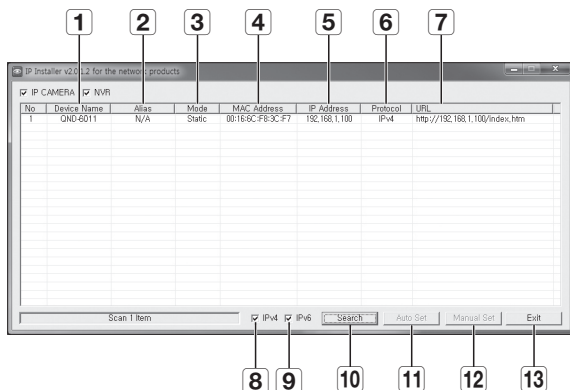 1 2 3 4 5 6 7
IP Installer v2.0.1.2 for the network products
IP CAMERA NVR
No Device Name Alias Mode MAC Address IP Address Protocol URL
1 QND-6011 N/A Static 00:16:6C:F8:3C:F7 192,168,1,100 IPv4 http://192,168,1,100/index,htm
Scan 1 Item IPv4 IPv6 Search Auto Set Manual Set Exit
8 9 10 11 12 13